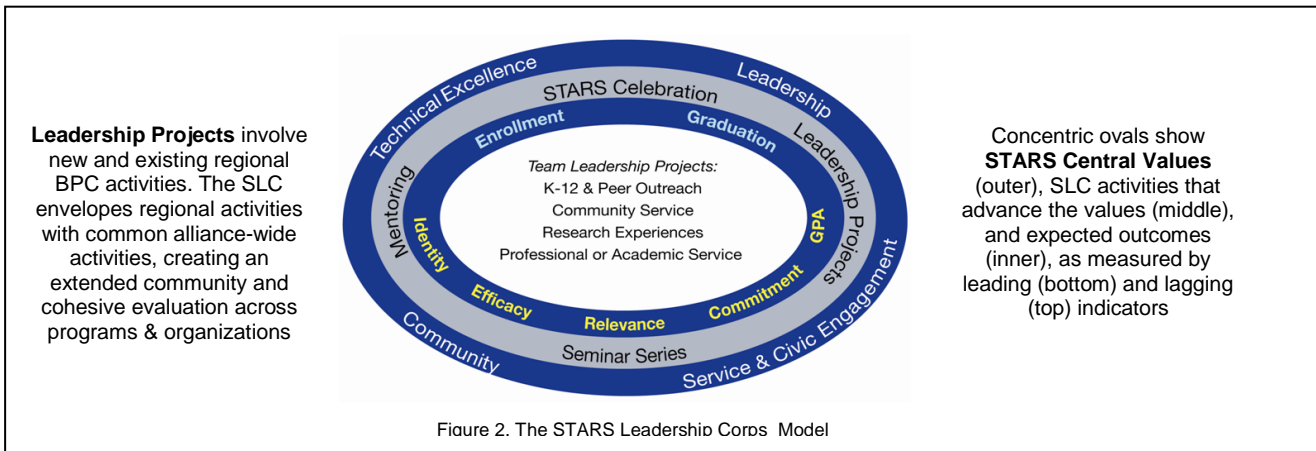 Leadership Projects involve
new and existing regional
BPC activities. The SLC
envelopes regional activities
with common alliance-wide
activities, creating an
extended community and
cohesive evaluation across
programs & organizations
Technical Excellence
Leadership
Community
Service & Civic Engagement
STARS Celebration
Mentoring
Leadership Projects
Seminar Series
Enrollment
Graduation
Identity
Efficacy
Relevance
Commitment
GPA
Team Leadership Projects:
K-12 & Peer Outreach
Community Service
Research Experiences
Professional or Academic Service
Concentric ovals show
STARS Central Values
(outer), SLC activities that
advance the values (middle),
and expected outcomes
(inner), as measured by
leading (bottom) and lagging
(top) indicators
Figure 2. The STARS Leadership Corps Model